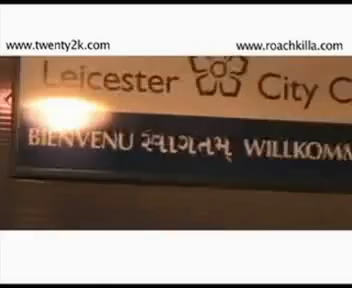 www.twenty2k.com www.roachkilla.com
Leicester City C
BIENVENU સ્વાગતમ્ WILLKOMM